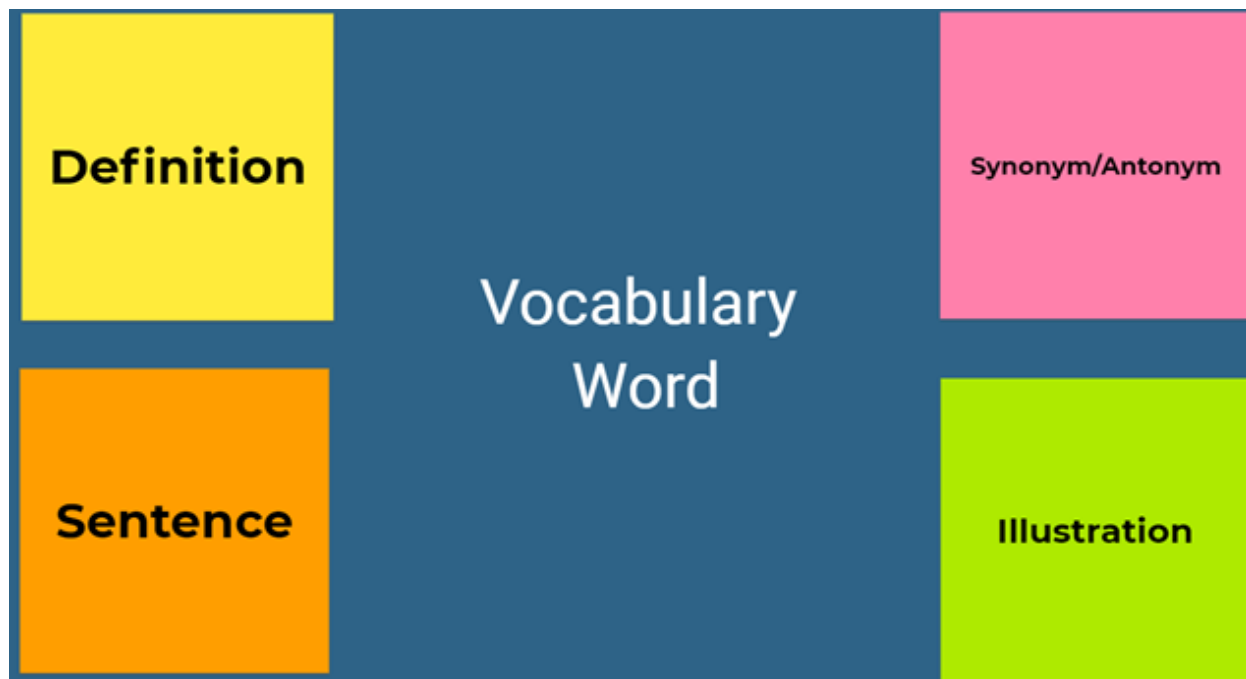 Definition
Synonym/Antonym
Vocabulary
Word
Sentence
Illustration